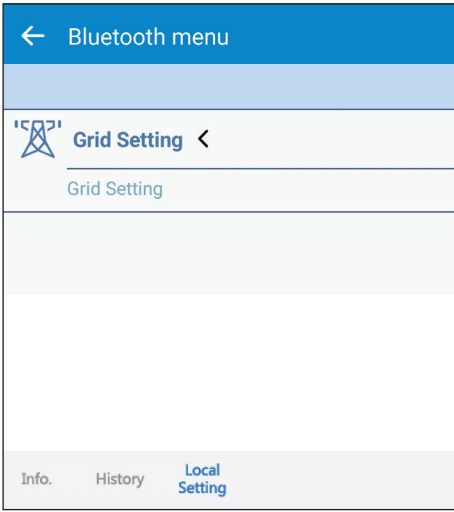 Bluetooth menu
Grid Setting
Grid Setting
Info.
History
Local
Setting